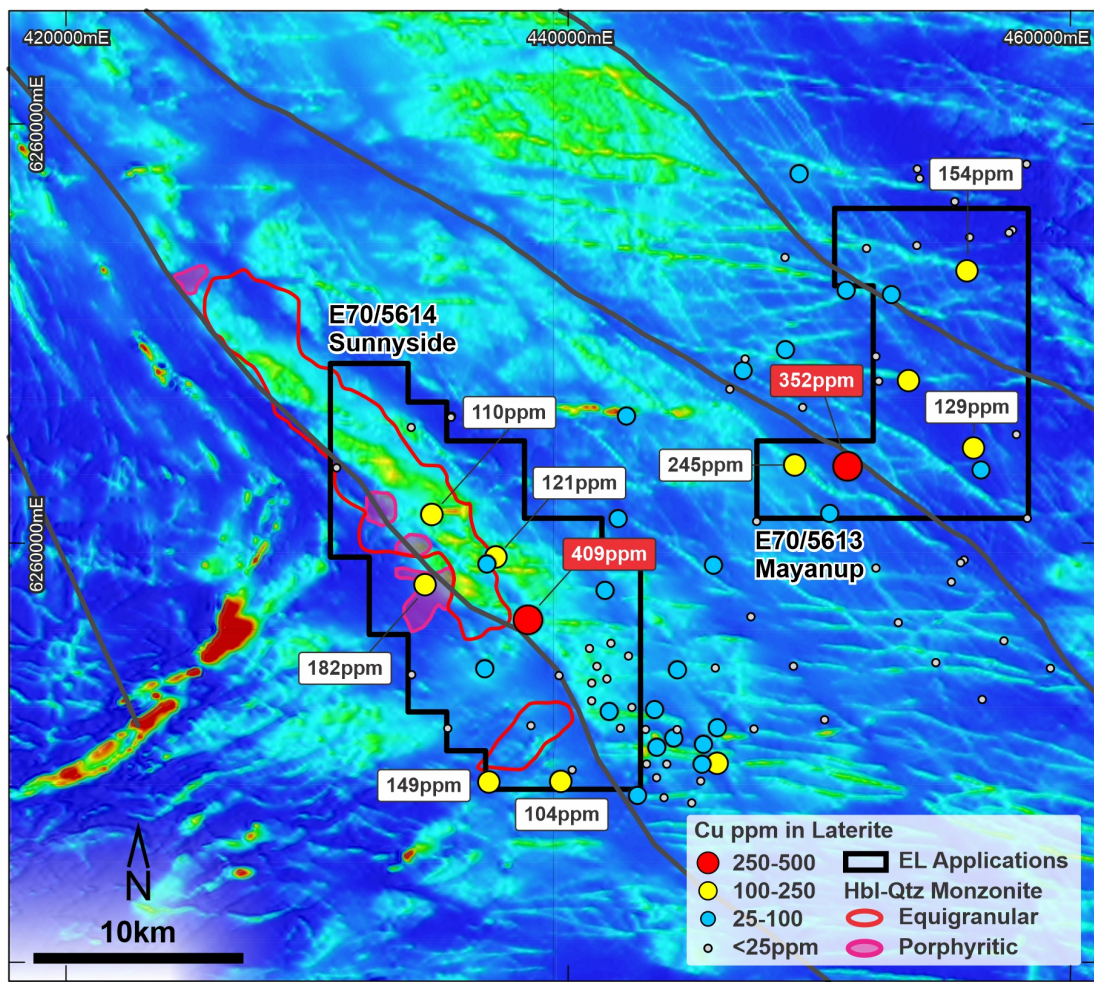 420000mE
440000mE
460000mE
6260000mE
154ppm
E70/5614
Sunnyside
352ppm
110ppm
129ppm
245ppm
121ppm
6260000mE
409ppm
E70/5613
Mayanup
182ppm
149ppm
104ppm
N
10km
Cu ppm in Laterite
250-500
EL Applications
100-250
Hbl-Qtz Monzonite
25-100
Equigranular
<25ppm
Porphyritic